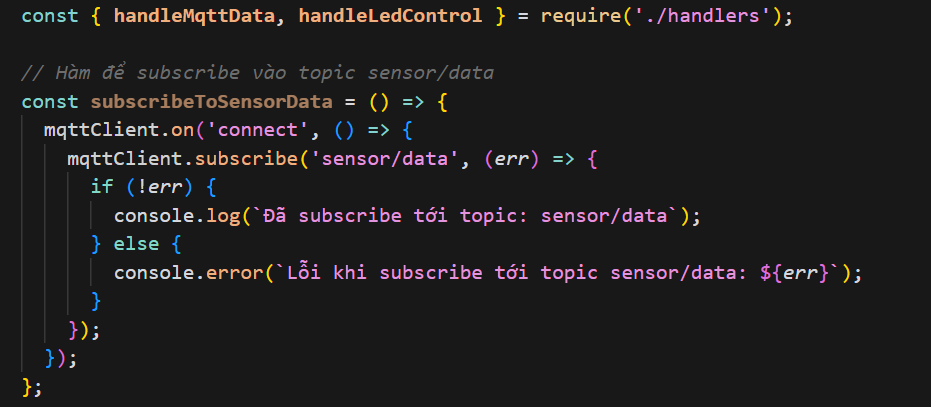 const { handleMqttData, handleLedControl } = require('./handlers');
// Hàm để subscribe vào topic sensor/data
const subscribeToSensorData = () => {
mqttClient.on('connect', () => {
mqttClient.subscribe('sensor/data', (err) => {
if (!err) {
console.log(`Đã subscribe tới topic: sensor/data`);
} else {
console.error(`Lỗi khi subscribe tới topic sensor/data: ${err}`);
}
});
});
};